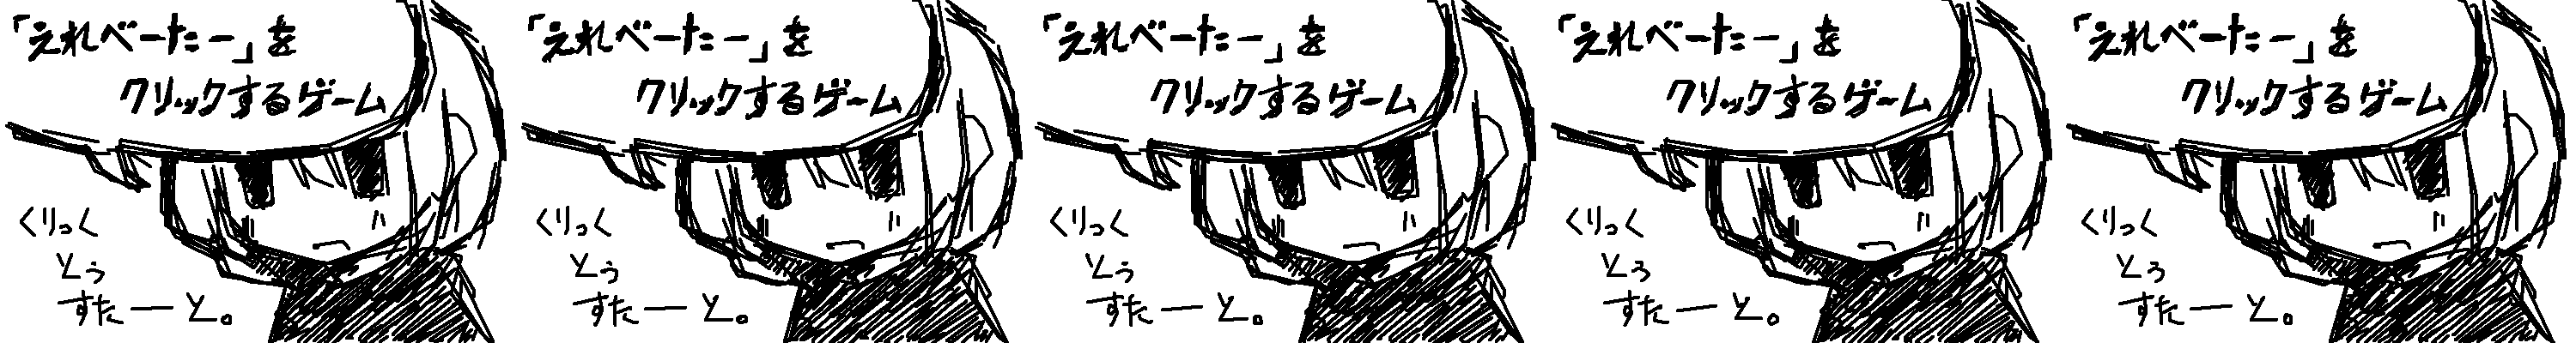 「えれべーたー」を
クリックするゲーム
くりっく
とぅ
すたーと。
「えれべーたー」を
クリックするゲーム
くりっく
とぅ
すたーと。
「えれべーたー」を
クリックするゲーム
くりっく
とぅ
すたーと。
「えれべーたー」を
クリックするゲーム
くりっく
とぅ
すたーと。
「えれべーたー」を
クリックするゲーム
くりっく
とぅ
すたーと。